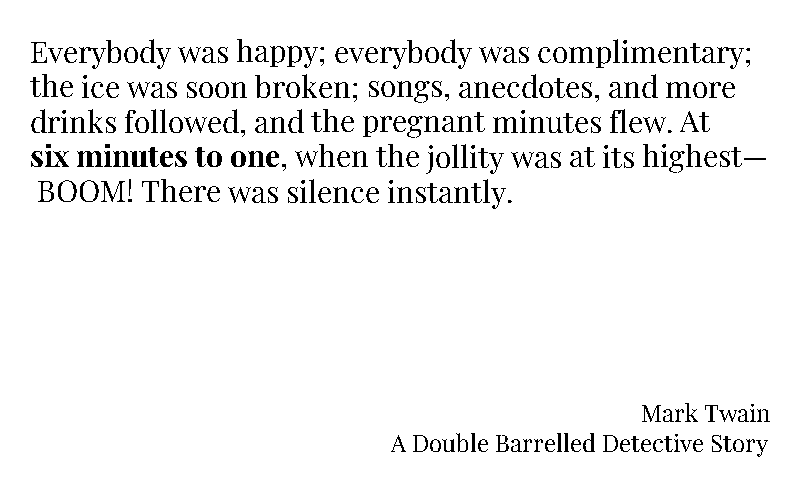 Everybody was happy; everybody was complimentary;
the ice was soon broken; songs, anecdotes, and more
drinks followed, and the pregnant minutes flew. At
six minutes to one, when the jollity was at its highest—
BOOM! There was silence instantly.
Mark Twain
A Double Barrelled Detective Story